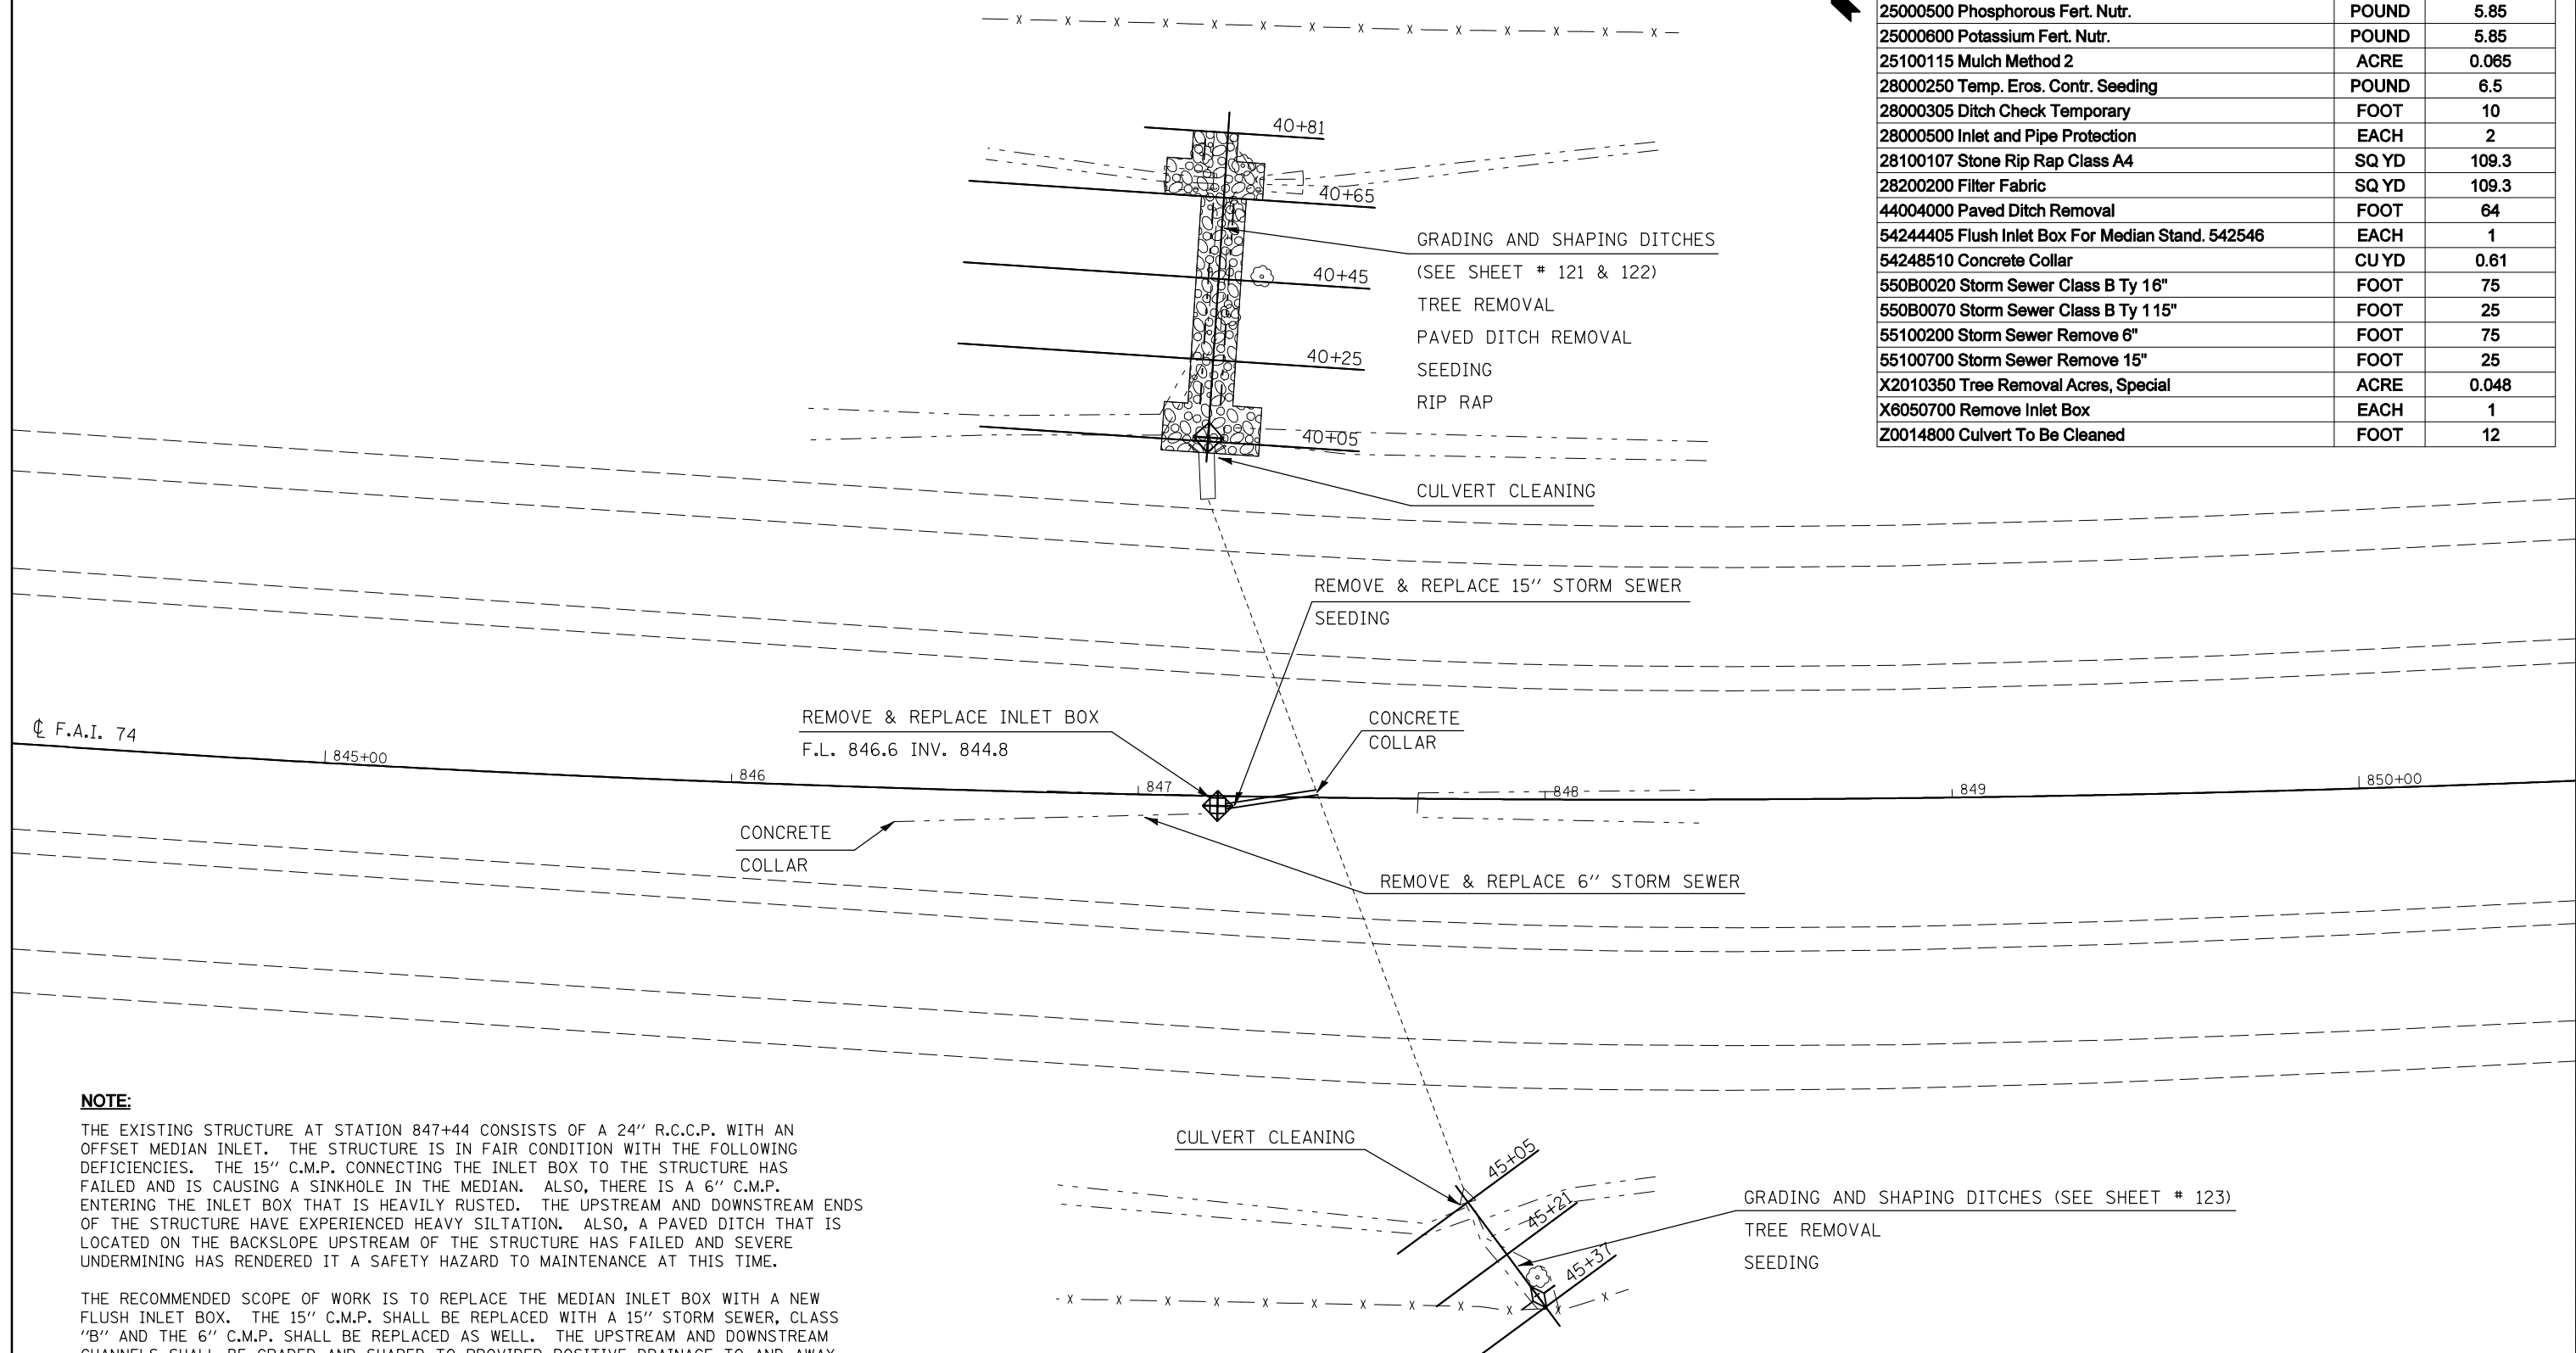 25000500 Phosphorous Fert. Nutr. POUND 5.85
25000600 Potassium Fert. Nutr. POUND 5.85
25100115 Mulch Method 2 ACRE 0.065
28000250 Temp. Eros. Contr. Seeding POUND 6.5
28000305 Ditch Check Temporary FOOT 10
28000500 Inlet and Pipe Protection EACH 2
28100107 Stone Rip Rap Class A4 SQ YD 109.3
28200200 Filter Fabric SQ YD 109.3
44004000 Paved Ditch Removal FOOT 64
54244405 Flush Inlet Box For Median Stand. 542546 EACH 1
54248510 Concrete Collar CU YD 0.61
550B0020 Storm Sewer Class B Ty 16" FOOT 75
550B0070 Storm Sewer Class B Ty 115" FOOT 25
55100200 Storm Sewer Remove 6" FOOT 75
55100700 Storm Sewer Remove 15" FOOT 25
X2010350 Tree Removal Acres, Special ACRE 0.048
X6050700 Remove Inlet Box EACH 1
Z0014800 Culvert To Be Cleaned FOOT 12
40+81
40+65
40+45
40+25
40+05
GRADING AND SHAPING DITCHES
(SEE SHEET # 121 & 122)
TREE REMOVAL
PAVED DITCH REMOVAL
SEEDING
RIP RAP
CULVERT CLEANING
REMOVE & REPLACE 15" STORM SEWER
SEEDING
REMOVE & REPLACE INLET BOX
F.L. 846.6 INV. 844.8
CONCRETE
COLLAR
℄ F.A.I. 74
845+00
846
847
848
849
850+00
CONCRETE
COLLAR
REMOVE & REPLACE 6" STORM SEWER
CULVERT CLEANING
45+05
45+21
45+37
GRADING AND SHAPING DITCHES (SEE SHEET # 123)
TREE REMOVAL
SEEDING
NOTE:
THE EXISTING STRUCTURE AT STATION 847+44 CONSISTS OF A 24" R.C.C.P. WITH AN
OFFSET MEDIAN INLET. THE STRUCTURE IS IN FAIR CONDITION WITH THE FOLLOWING
DEFICIENCIES. THE 15" C.M.P. CONNECTING THE INLET BOX TO THE STRUCTURE HAS
FAILED AND IS CAUSING A SINKHOLE IN THE MEDIAN. ALSO, THERE IS A 6" C.M.P.
ENTERING THE INLET BOX THAT IS HEAVILY RUSTED. THE UPSTREAM AND DOWNSTREAM ENDS
OF THE STRUCTURE HAVE EXPERIENCED HEAVY SILTATION. ALSO, A PAVED DITCH THAT IS
LOCATED ON THE BACKSLOPE UPSTREAM OF THE STRUCTURE HAS FAILED AND SEVERE
UNDERMINING HAS RENDERED IT A SAFETY HAZARD TO MAINTENANCE AT THIS TIME.
THE RECOMMENDED SCOPE OF WORK IS TO REPLACE THE MEDIAN INLET BOX WITH A NEW
FLUSH INLET BOX. THE 15" C.M.P. SHALL BE REPLACED WITH A 15" STORM SEWER, CLASS
"B" AND THE 6" C.M.P. SHALL BE REPLACED AS WELL. THE UPSTREAM AND DOWNSTREAM
CHANNELS SHALL BE GRADED AND SHAPED TO PROVIDED POSITIVE DRAINAGE TO AND AWAY